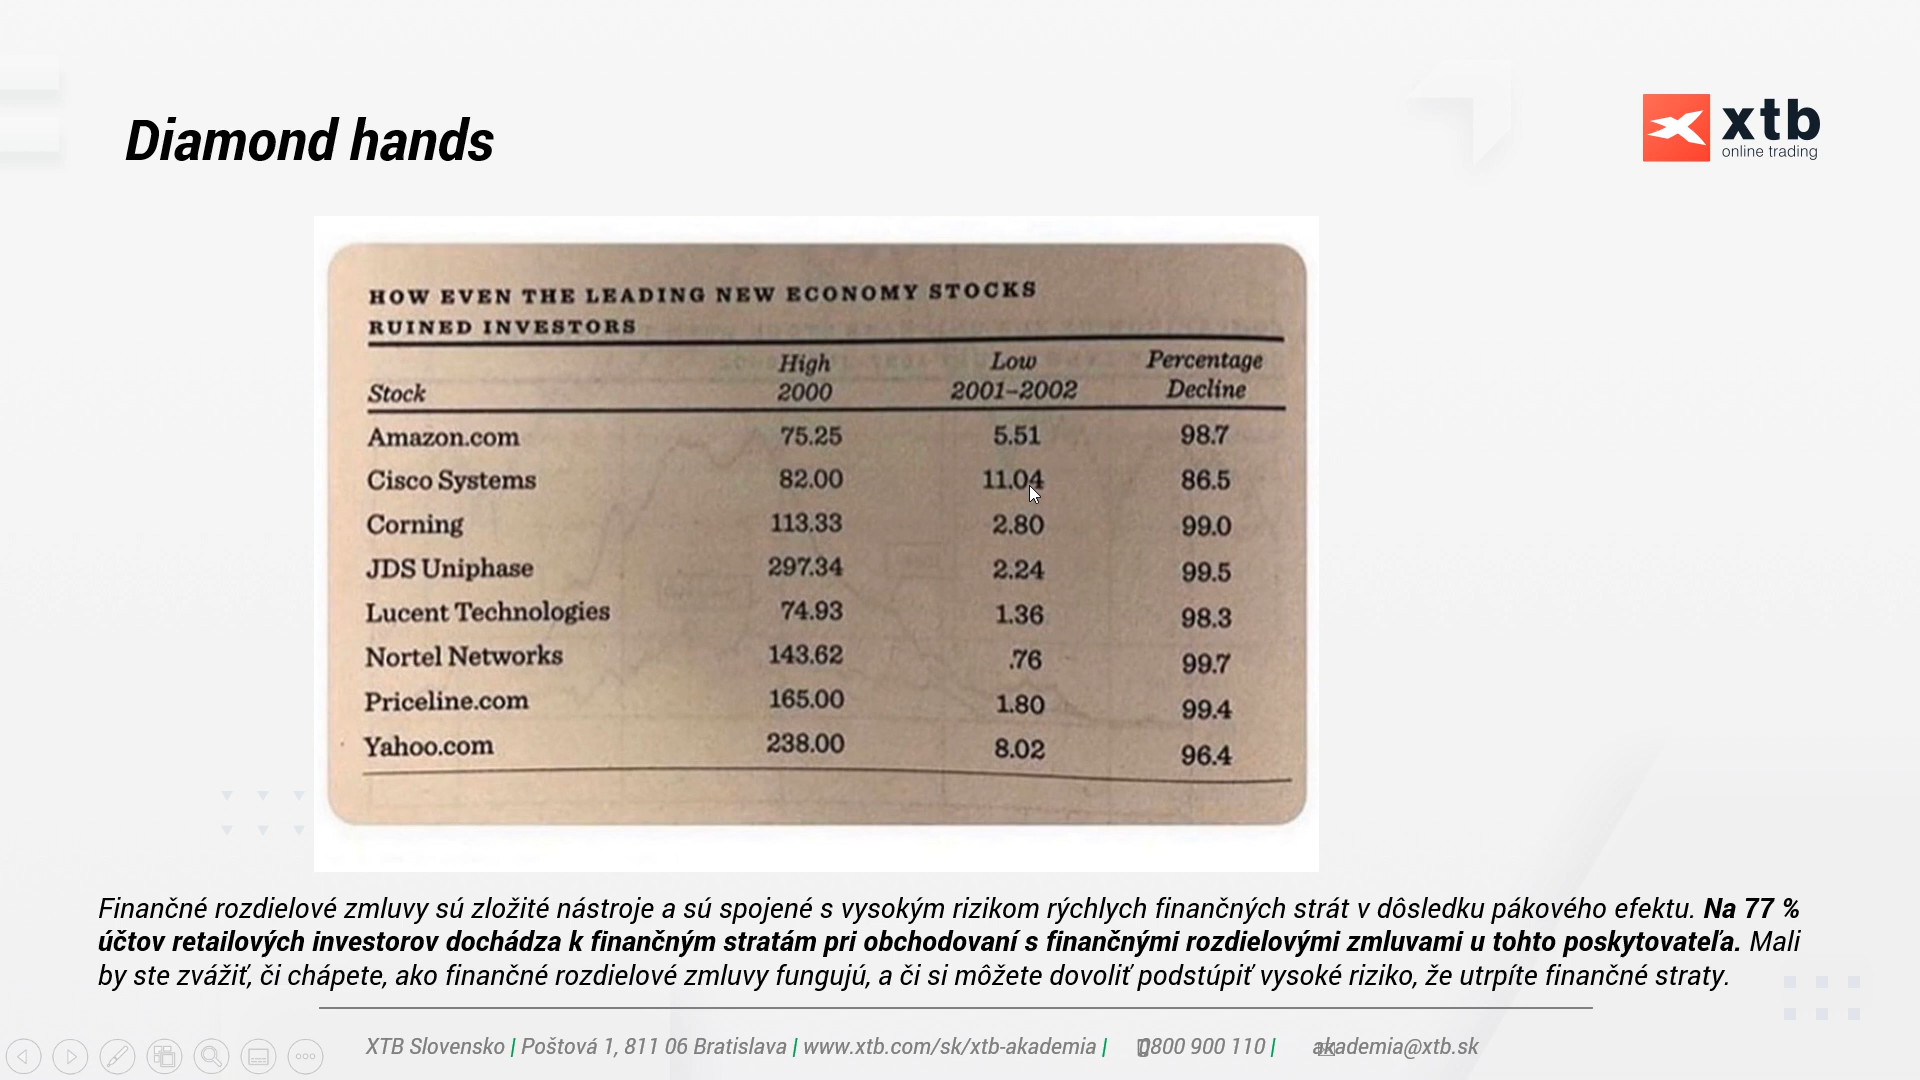 Diamond hands
xtb
online trading
HOW EVEN THE LEADING NEW ECONOMY STOCKS
RUINED INVESTORS
Stock High 2000 Low 2001–2002 Percentage Decline
Amazon.com 75.25 5.51 98.7
Cisco Systems 82.00 11.04 86.5
Corning 113.33 2.80 99.0
JDS Uniphase 297.34 2.24 99.5
Lucent Technologies 74.93 1.36 98.3
Nortel Networks 143.62 .76 99.7
Priceline.com 165.00 1.80 99.4
Yahoo.com 238.00 8.02 96.4
Finančné rozdielové zmluvy sú zložité nástroje a sú spojené s vysokým rizikom rýchlych finančných strát v dôsledku pákového efektu. Na 77 %
účtov retailových investorov dochádza k finančným stratám pri obchodovaní s finančnými rozdielovými zmluvami u tohto poskytovateľa. Mali
by ste zvážiť, či chápete, ako finančné rozdielové zmluvy fungujú, a či si môžete dovoliť podstúpiť vysoké riziko, že utrpíte finančné straty.
XTB Slovensko | Poštová 1, 811 06 Bratislava | www.xtb.com/sk/xtb-akademia | 0800 900 110 | akademia@xtb.sk